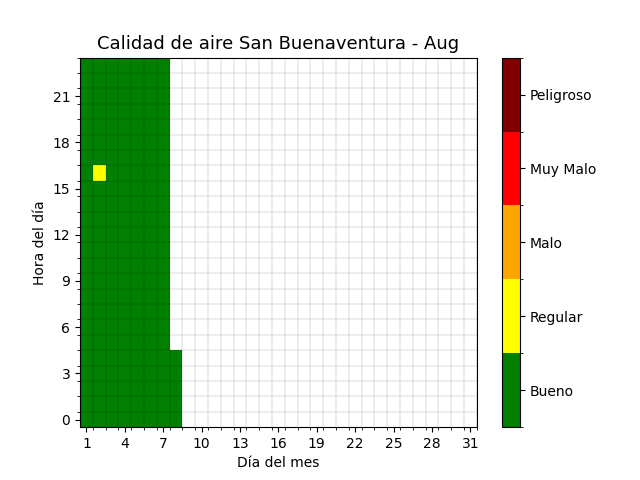 Calidad de aire San Buenaventura - Aug
Hora del día
21
18
15
12
9
6
3
0
1 4 7 10 13 16 19 22 25 28 31
Día del mes
Peligroso
Muy Malo
Malo
Regular
Bueno